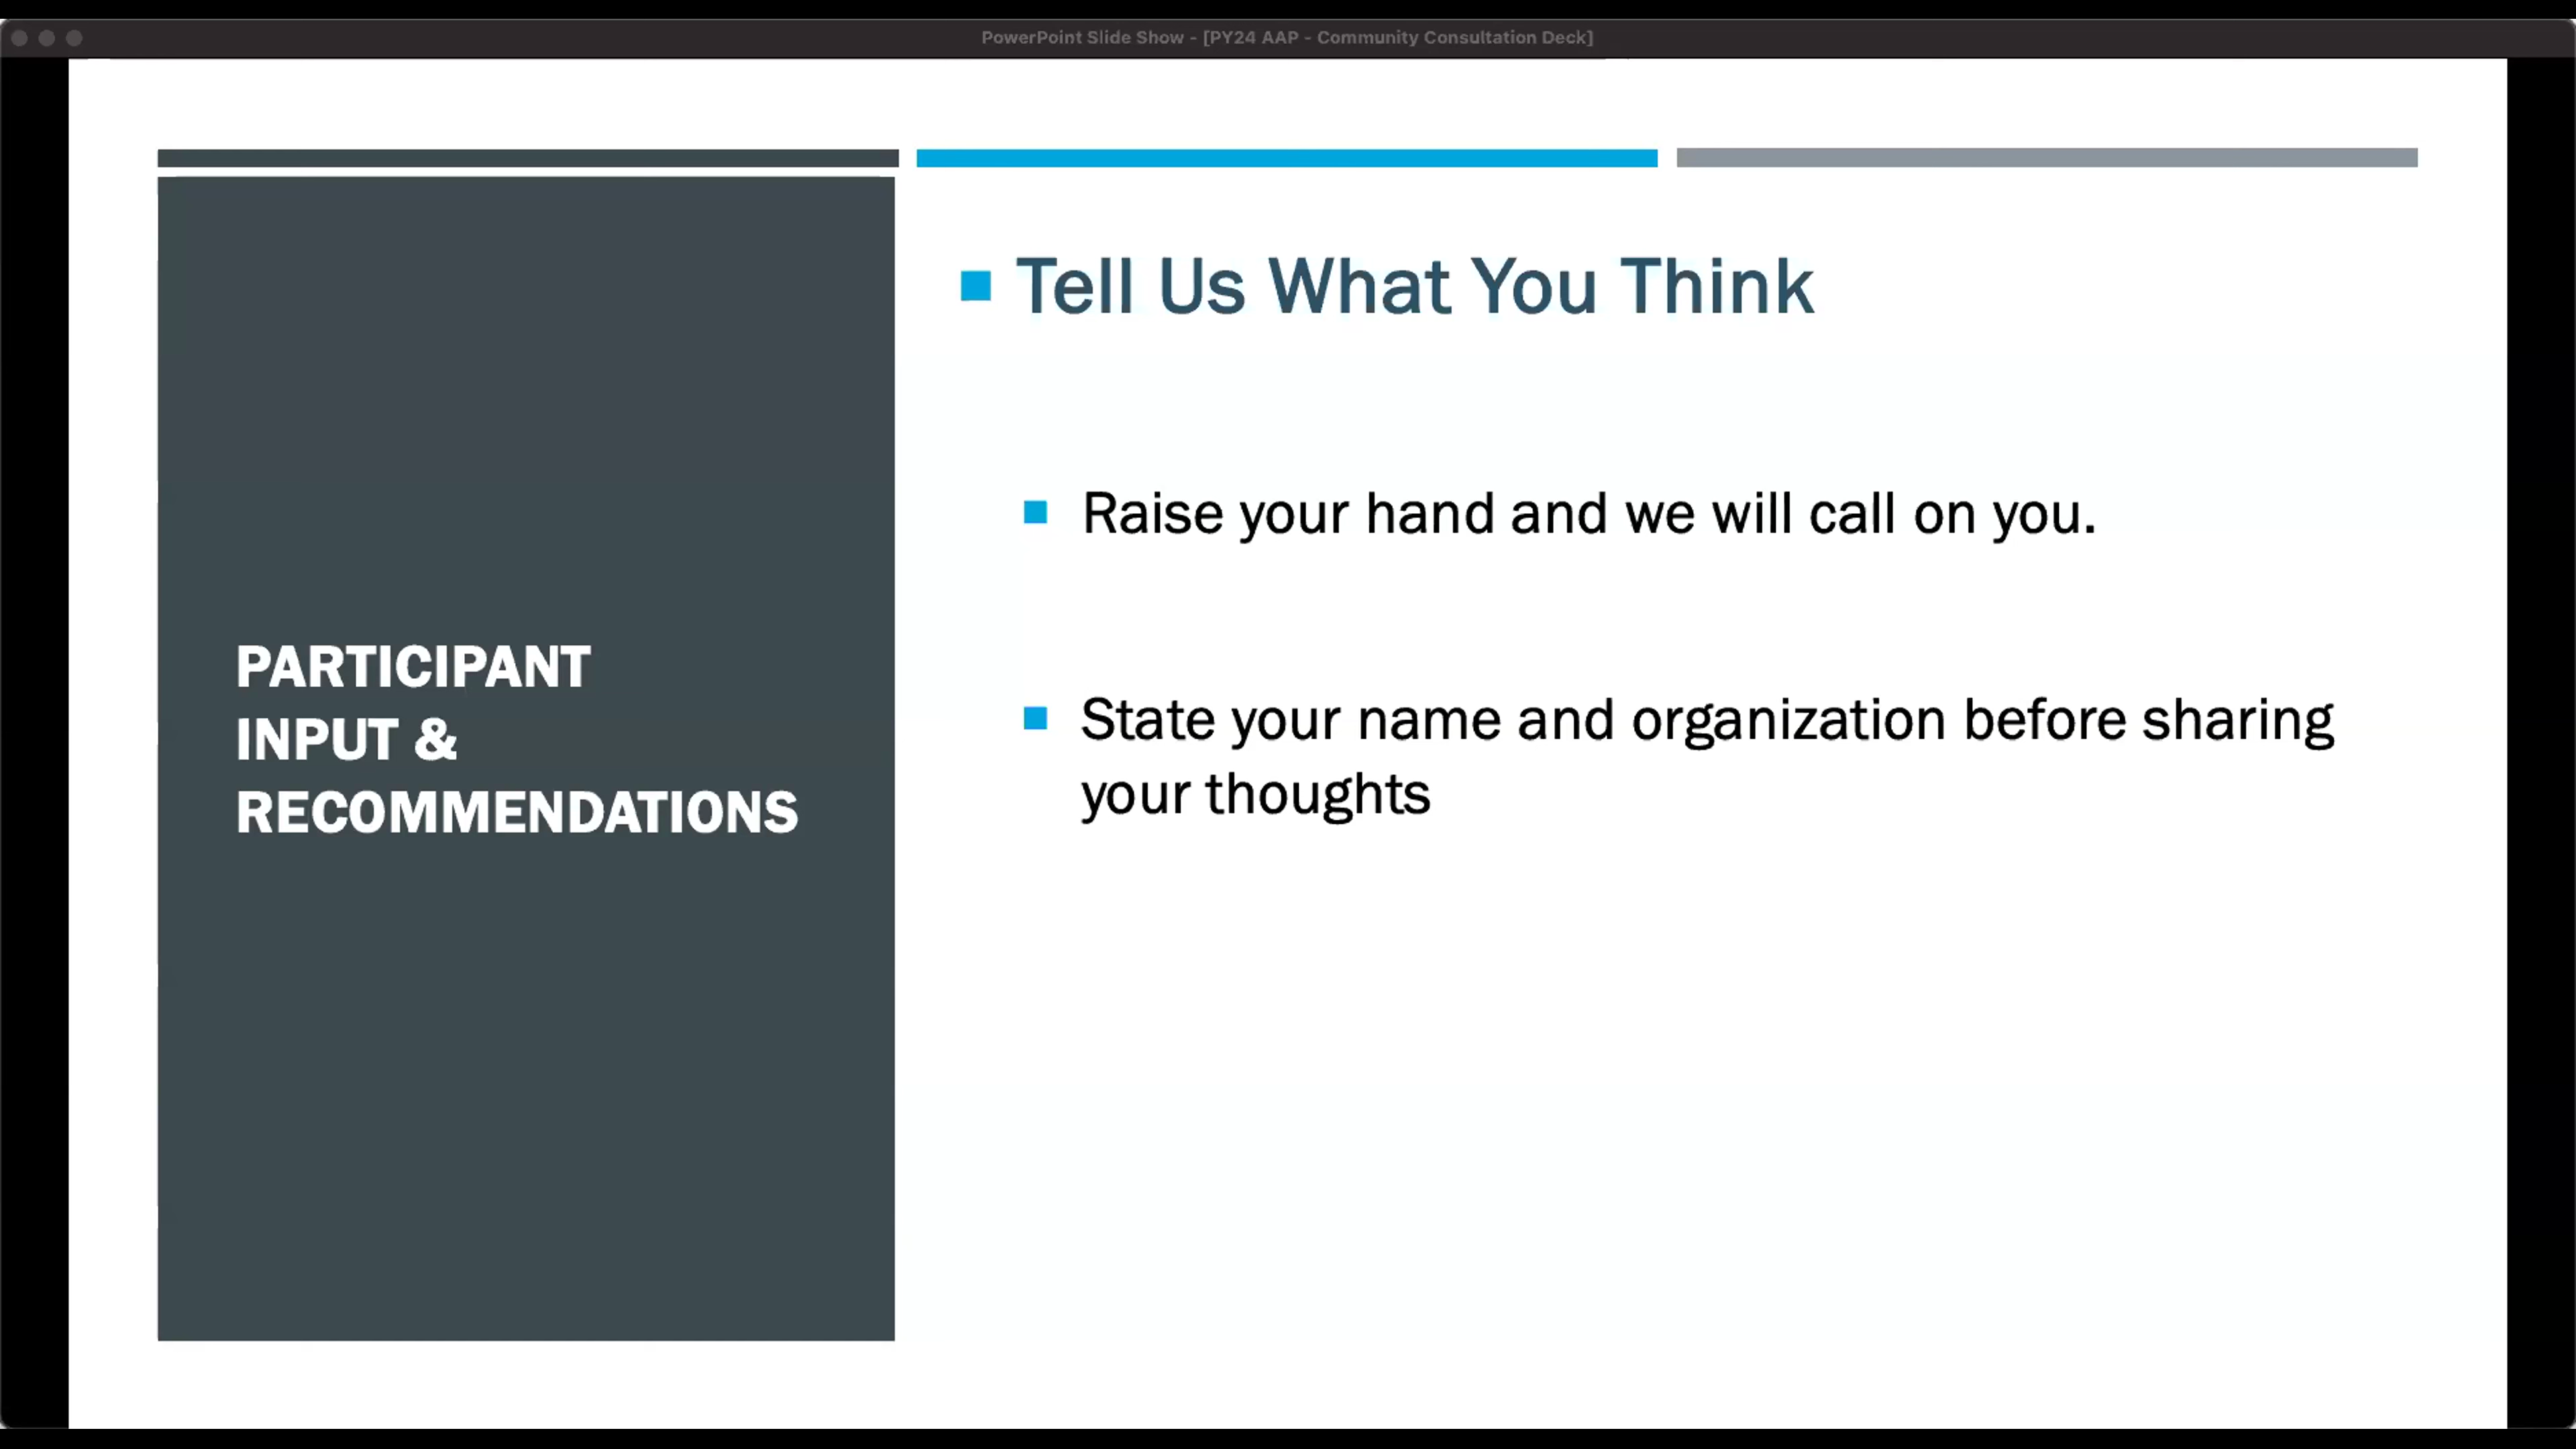 PowerPoint Slide Show - [PY24 AAP - Community Consultation Deck]
PARTICIPANT
INPUT &
RECOMMENDATIONS
Tell Us What You Think
Raise your hand and we will call on you.
State your name and organization before sharing
your thoughts